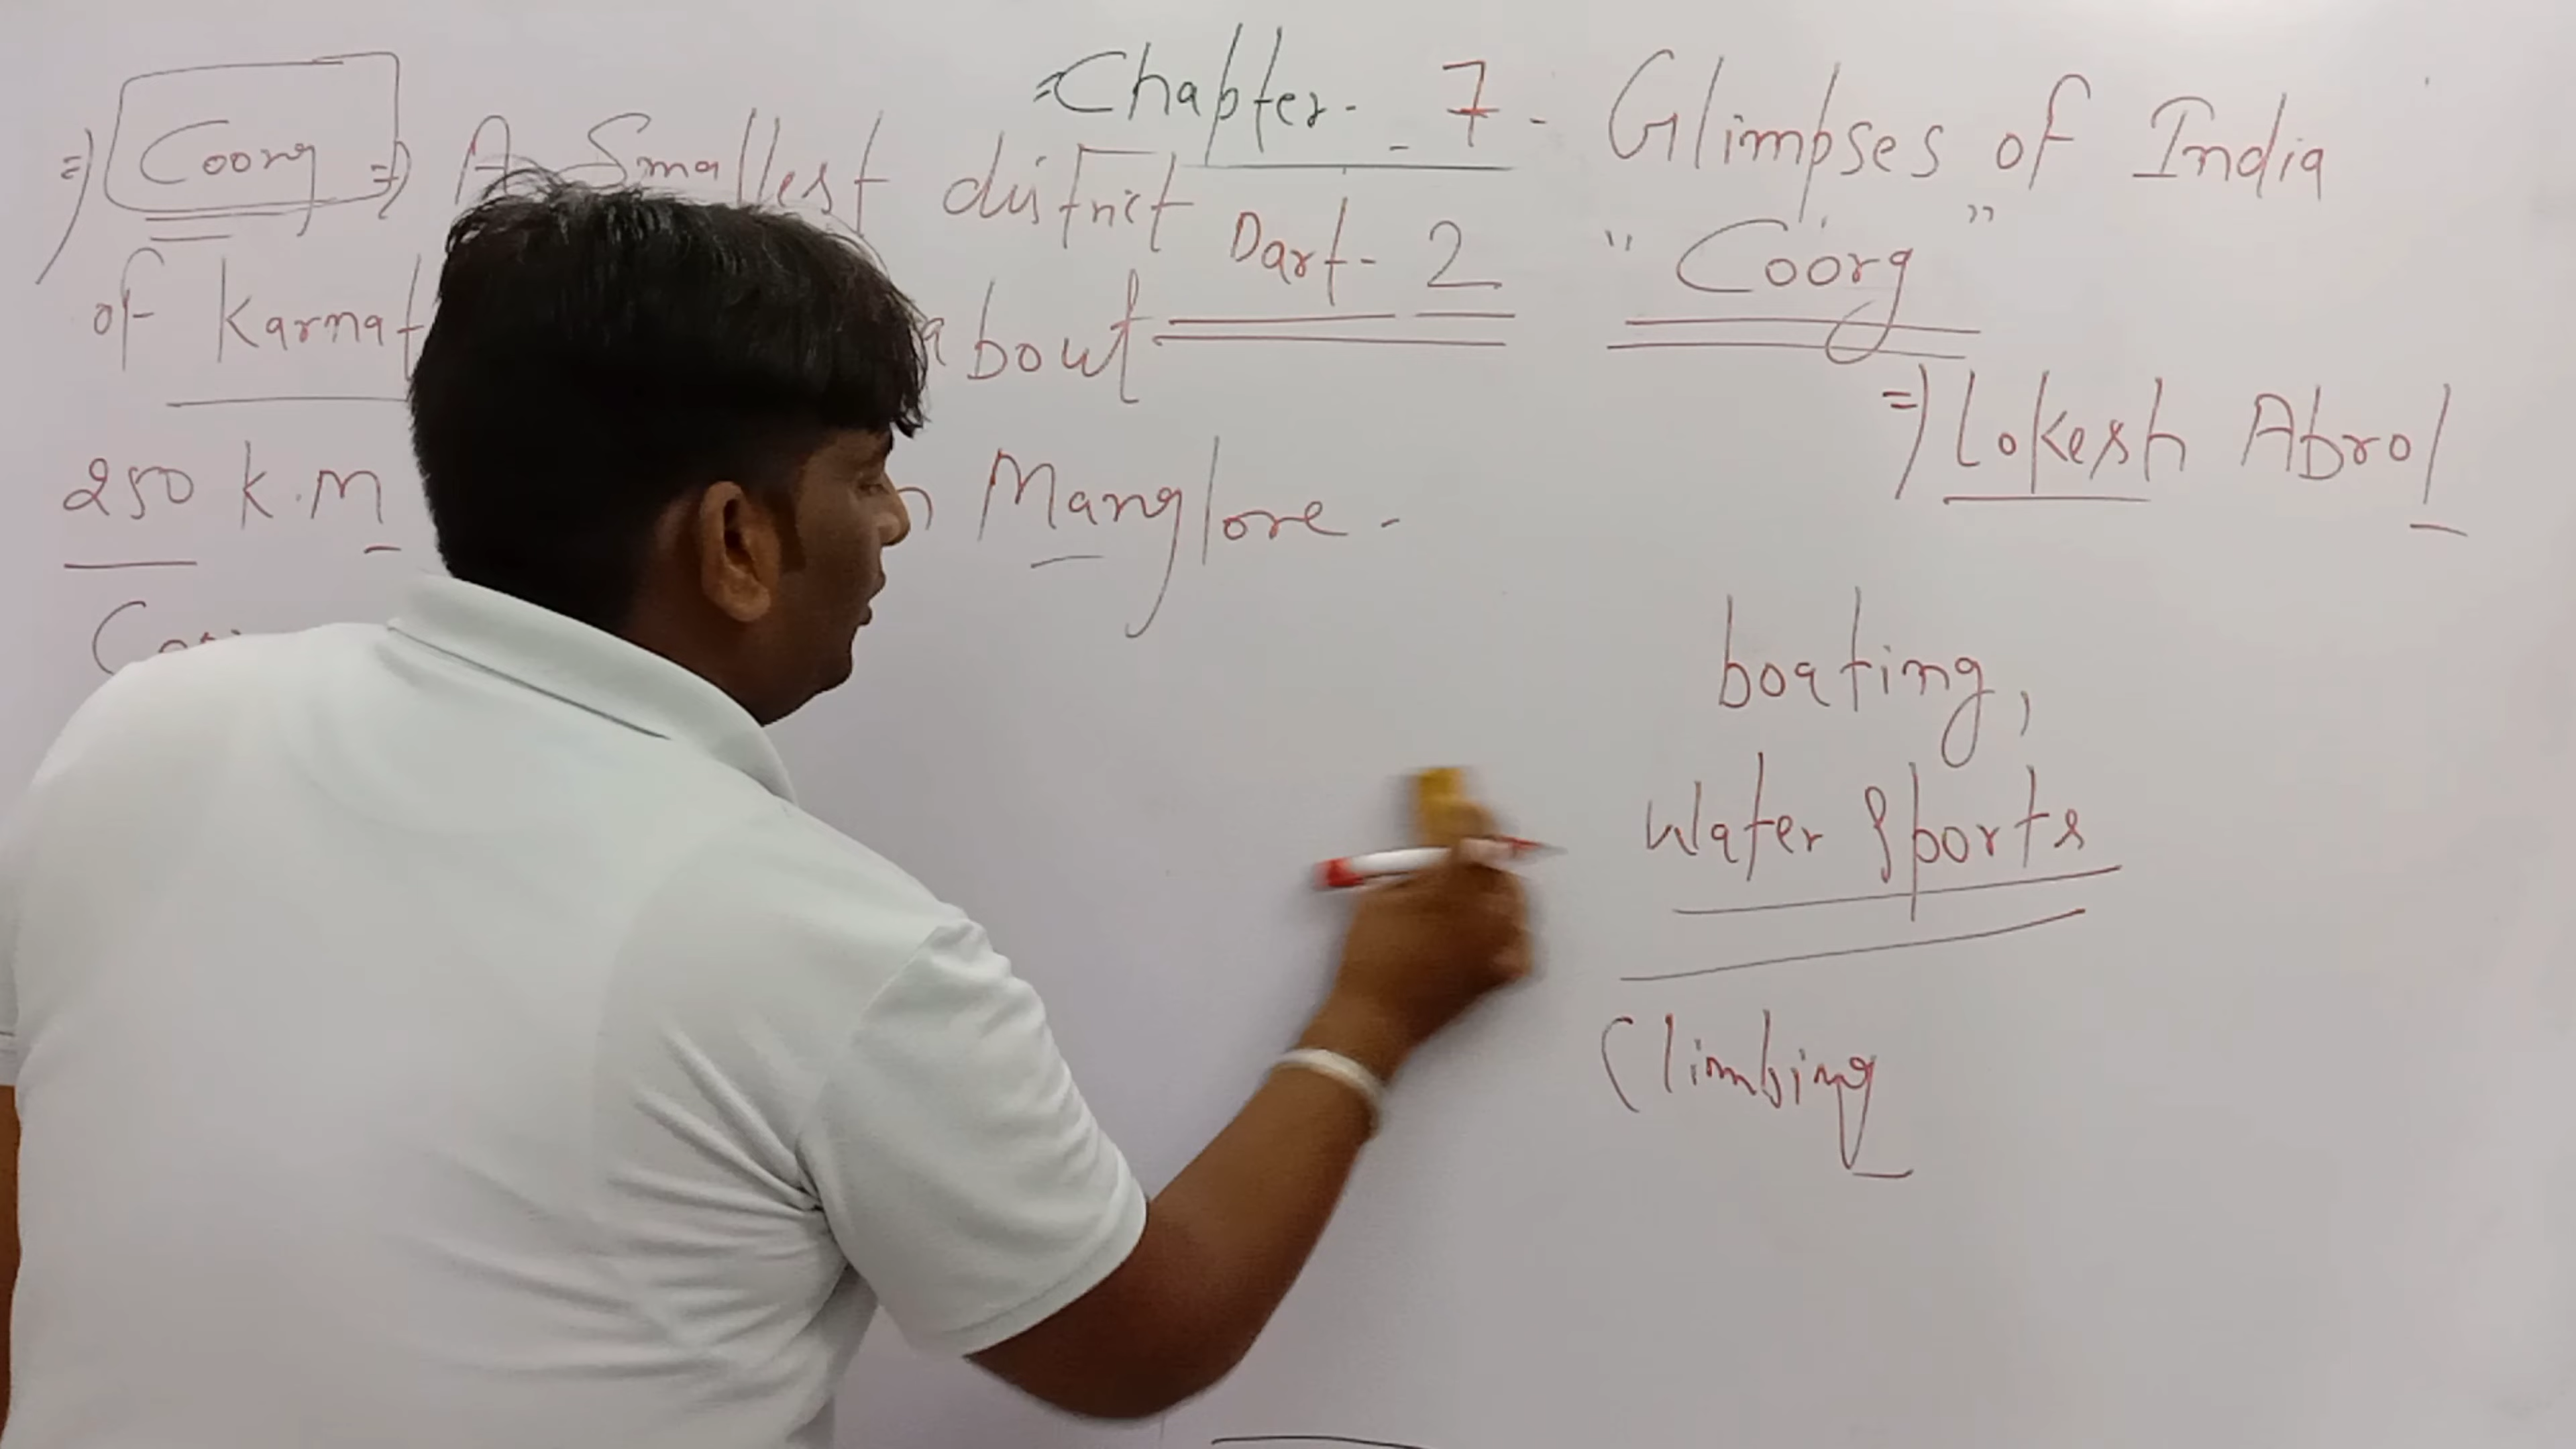 Chapter - 7 - Glimpses of India
Part - 2 "Coorg"
=) Lokesh Abrol
=) Coorg =) A Smallest district
of Karnat about
250 K.M Manglore -
boating,
Water Sports
Climbing